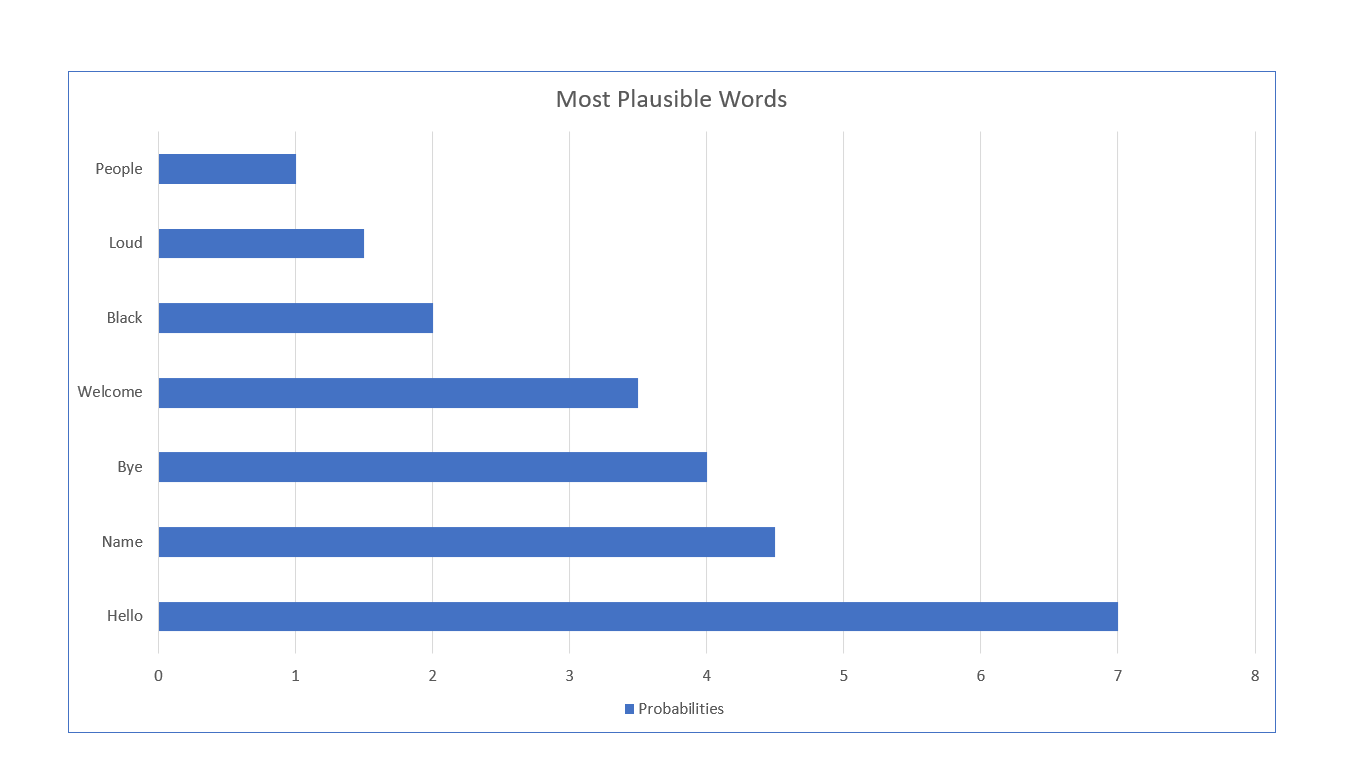 Most Plausible Words
People
Loud
Black
Welcome
Bye
Name
Hello
0 1 2 3 4 5 6 7 8
Probabilities